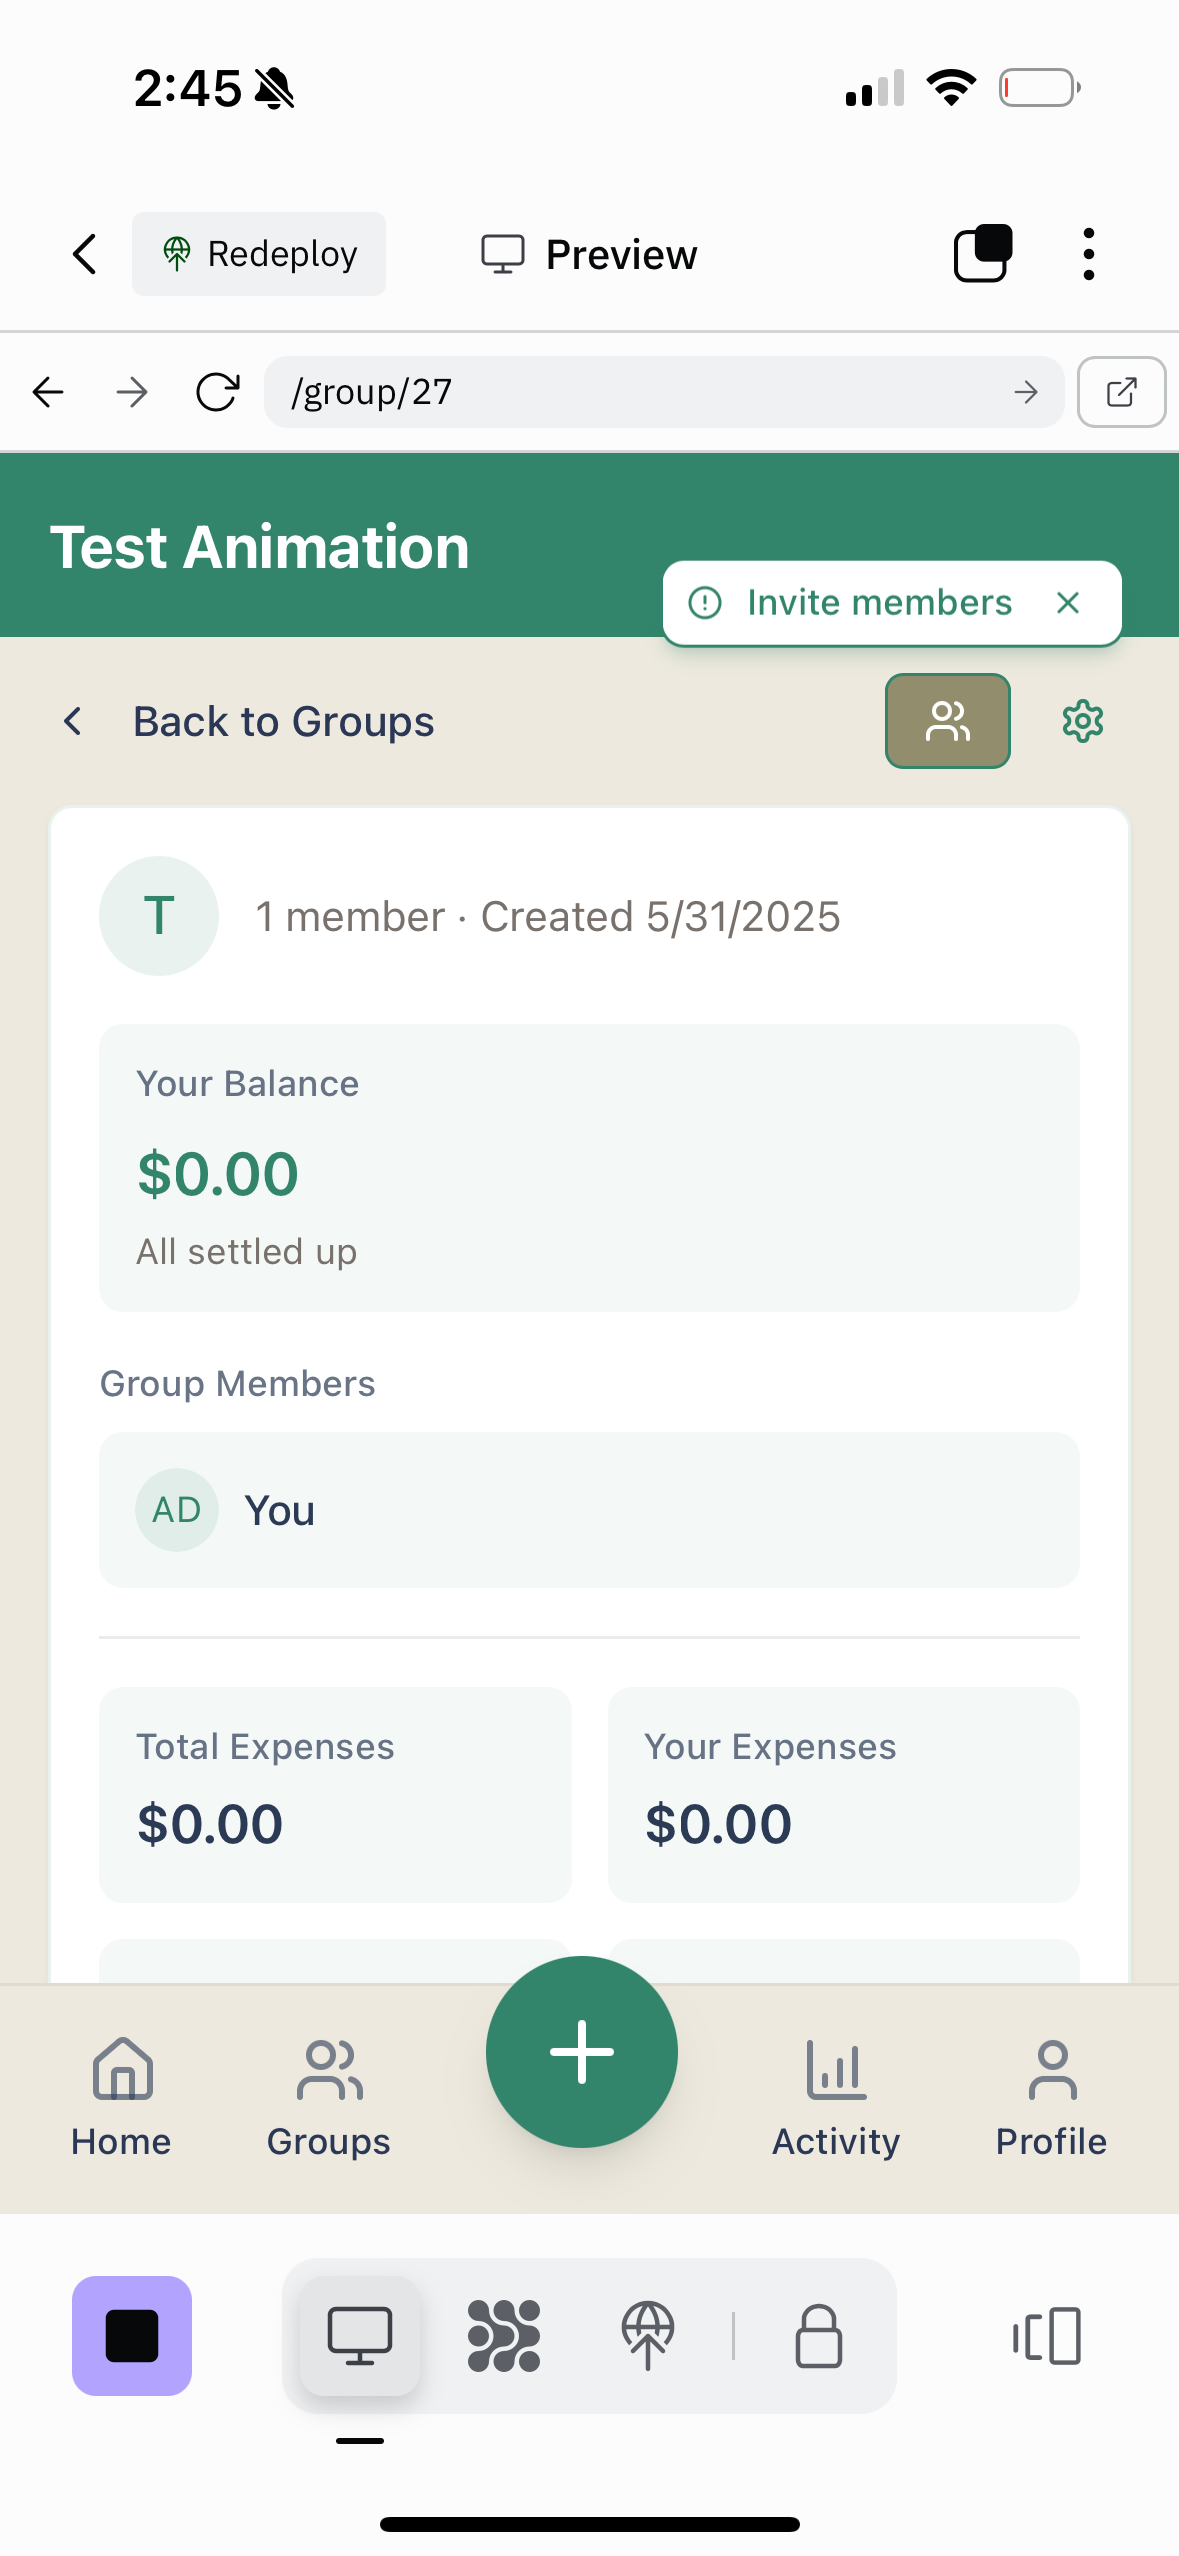 2:45
Redeploy
Preview
/group/27
Test Animation
Invite members
Back to Groups
T
1 member · Created 5/31/2025
Your Balance
$0.00
All settled up
Group Members
AD
You
Total Expenses
Your Expenses
$0.00
$0.00
Home
Groups
Activity
Profile